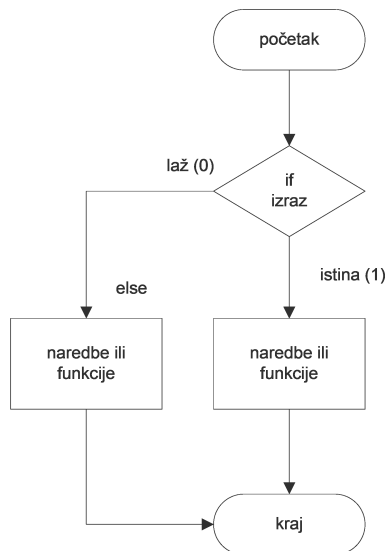 početak
laž (0)
if
izraz
istina (1)
else
naredbe ili
funkcije
naredbe ili
funkcije
kraj